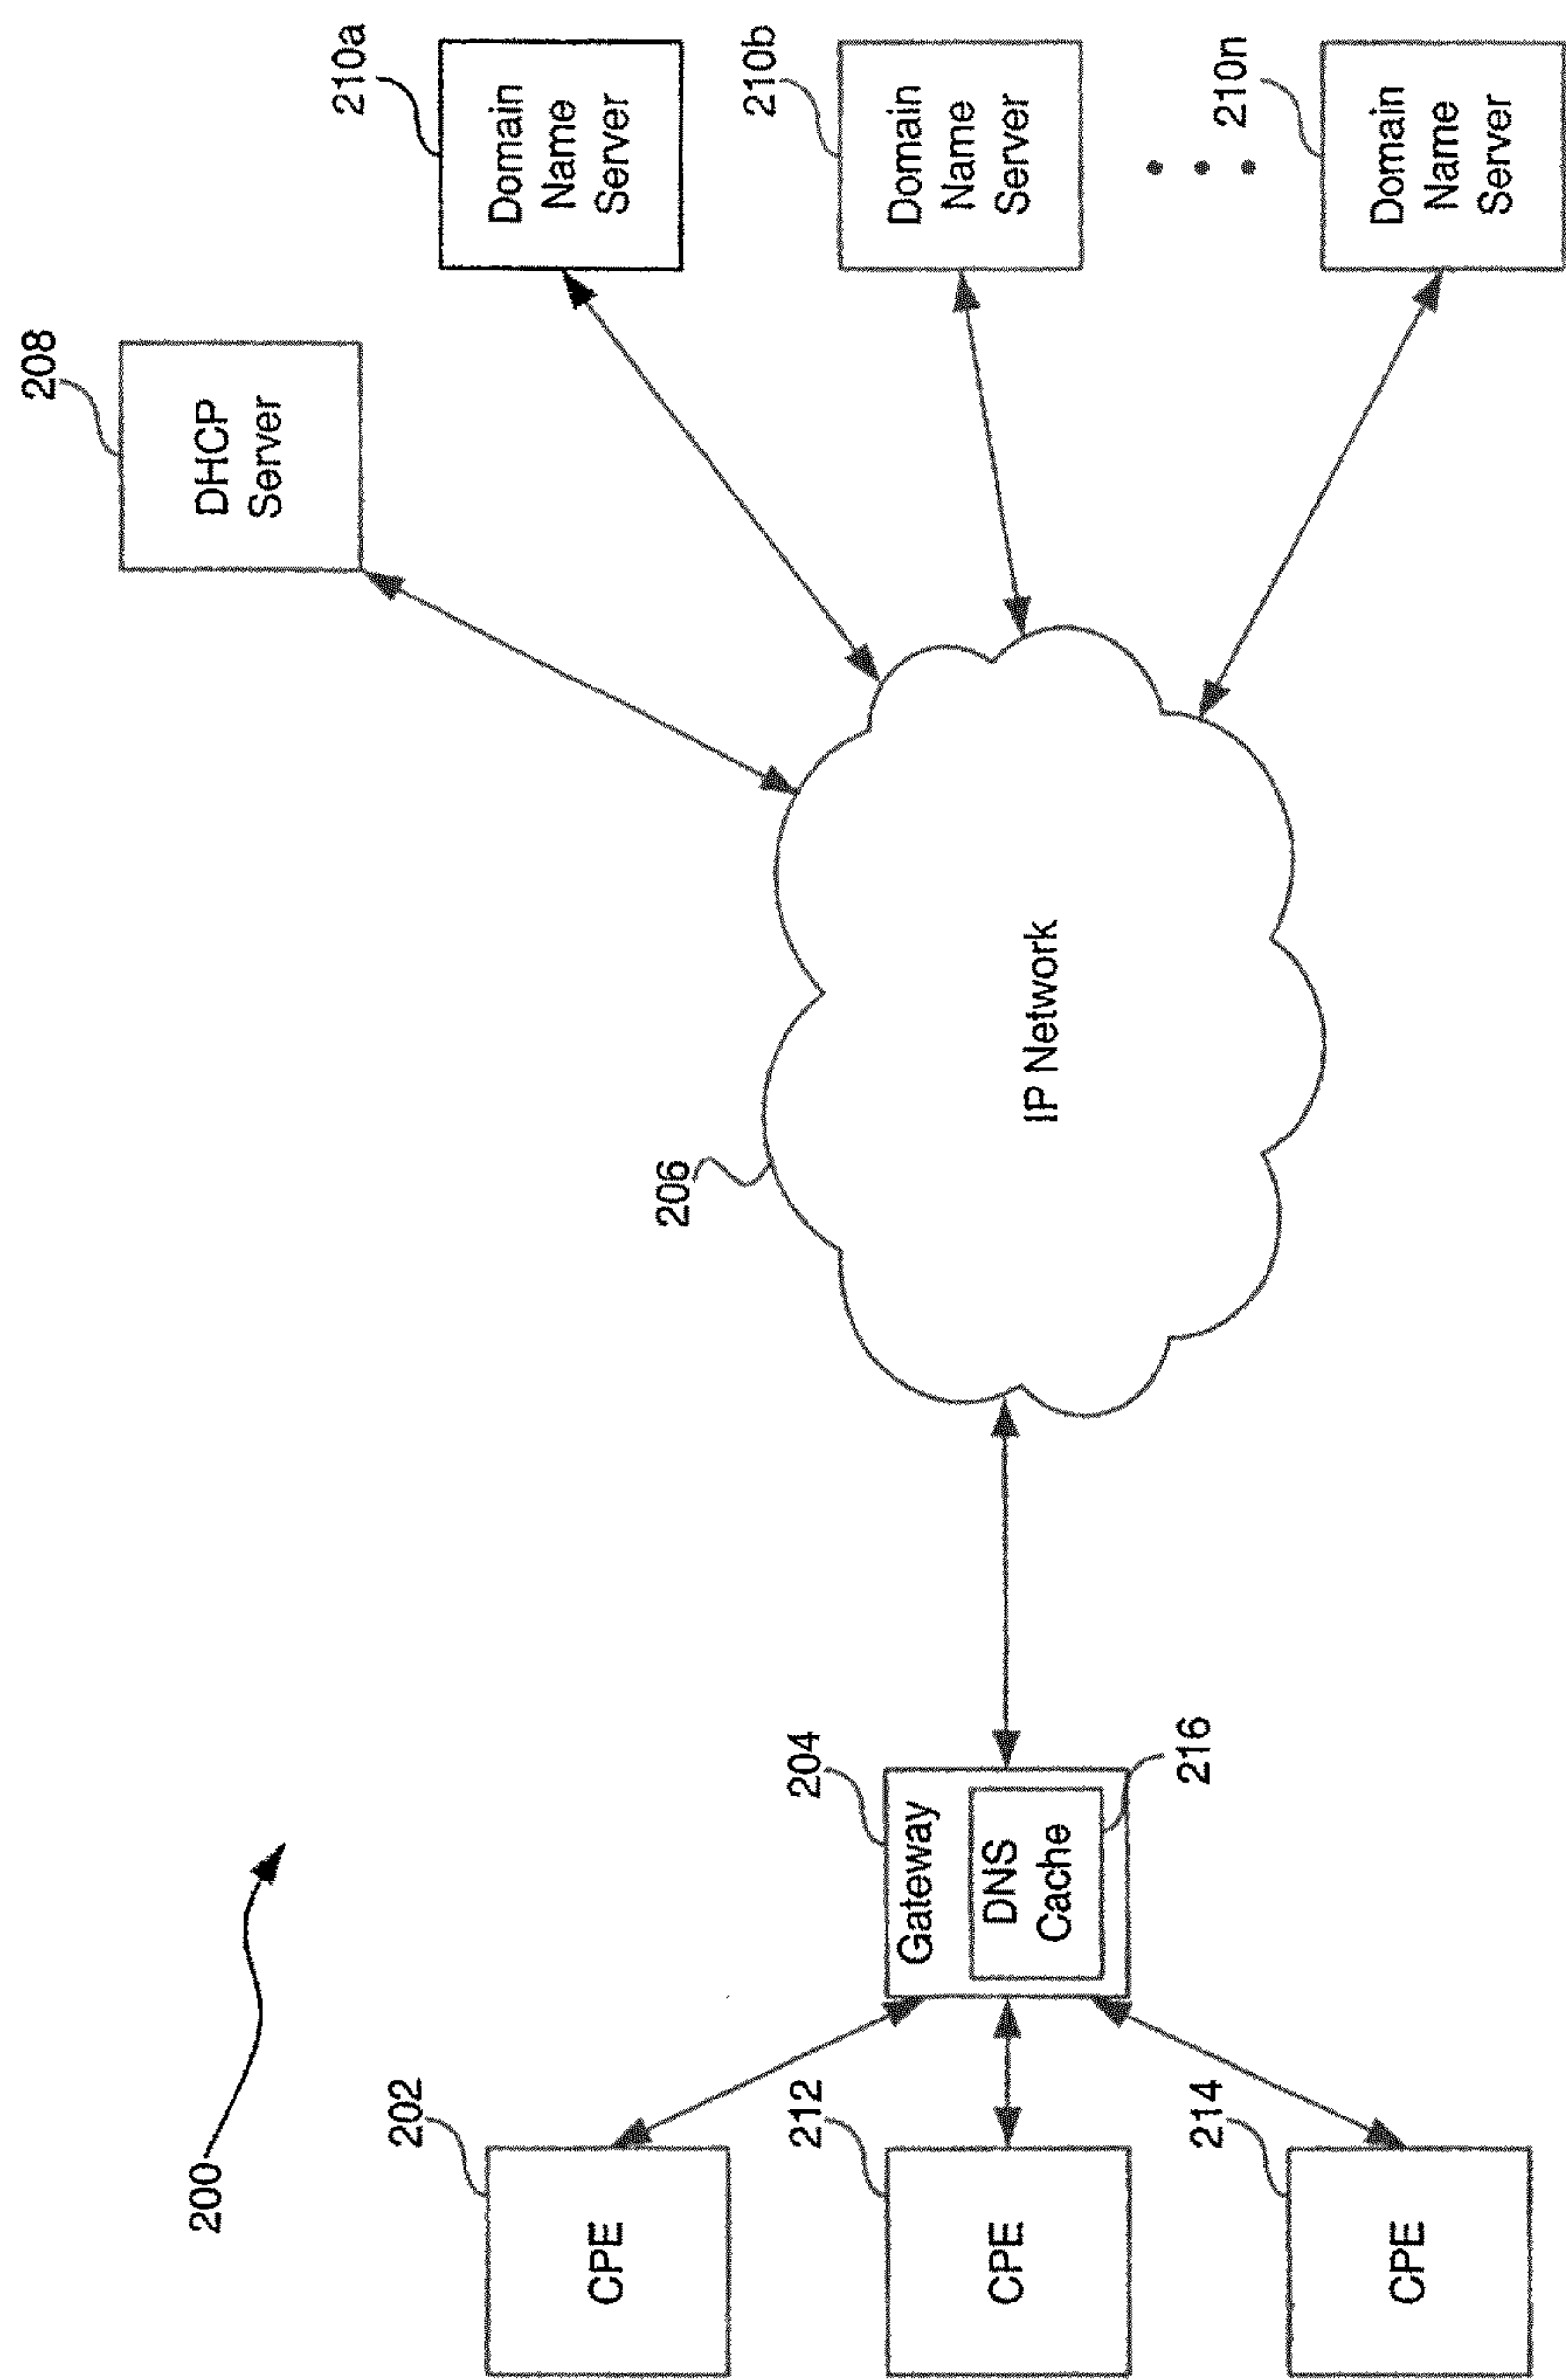 200
208
DHCP
Server
210a
Domain
Name
Server
210b
Domain
Name
Server
210n
Domain
Name
Server
206
IP Network
204
Gateway
DNS
Cache
216
202
CPE
212
CPE
214
CPE